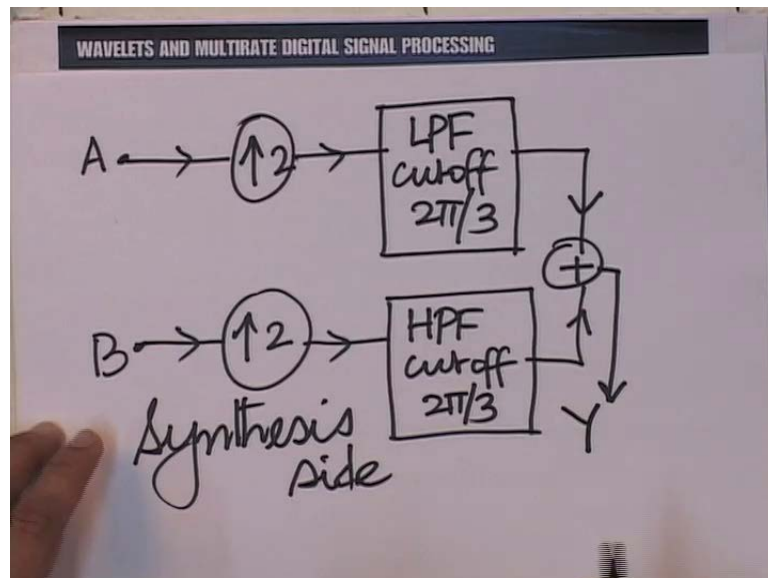 WAVELETS AND MULTIRATE DIGITAL SIGNAL PROCESSING
A
↑2
LPF
cutoff
2π/3
+
B
↑2
HPF
cutoff
2π/3
Y
Synthesis
side